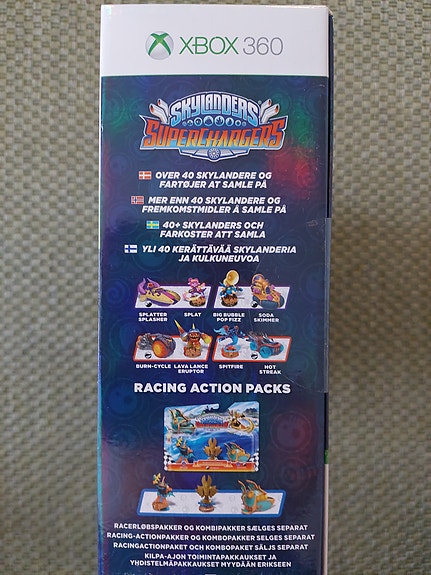 XBOX 360
SKYLANDERS
SUPERCHARGERS
OVER 40 SKYLANDERE OG
FARTØJER AT SAMLE PÅ
MER ENN 40 SKYLANDERE OG
FREMKOMSTMIDLER Å SAMLE PÅ
40+ SKYLANDERS OCH
FARKOSTER ATT SAMLA
YLI 40 KERÄTTÄVÄÄ SKYLANDERIA
JA KULKUNEUVOA
SPLATTER SPLASHER
SPLAT
BIG BUBBLE POP FIZZ
SODA SKIMMER
BURN-CYCLE
LAVA LANCE ERUPTOR
SPITFIRE
HOT STREAK
RACING ACTION PACKS
RACERLØBSPAKKER OG KOMBIPAKKER SÆLGES SEPARAT
RACING-ACTIONPAKKER OG KOMBOPAKKER SELGES SEPARAT
RACINGACTIONPAKET OCH KOMBOPAKET SÄLJS SEPARAT
KILPA-AJON TOIMINTAPAKKAUKSET JA
YHDISTELMÄPAKKAUKSET MYYDÄÄN ERIKSEEN